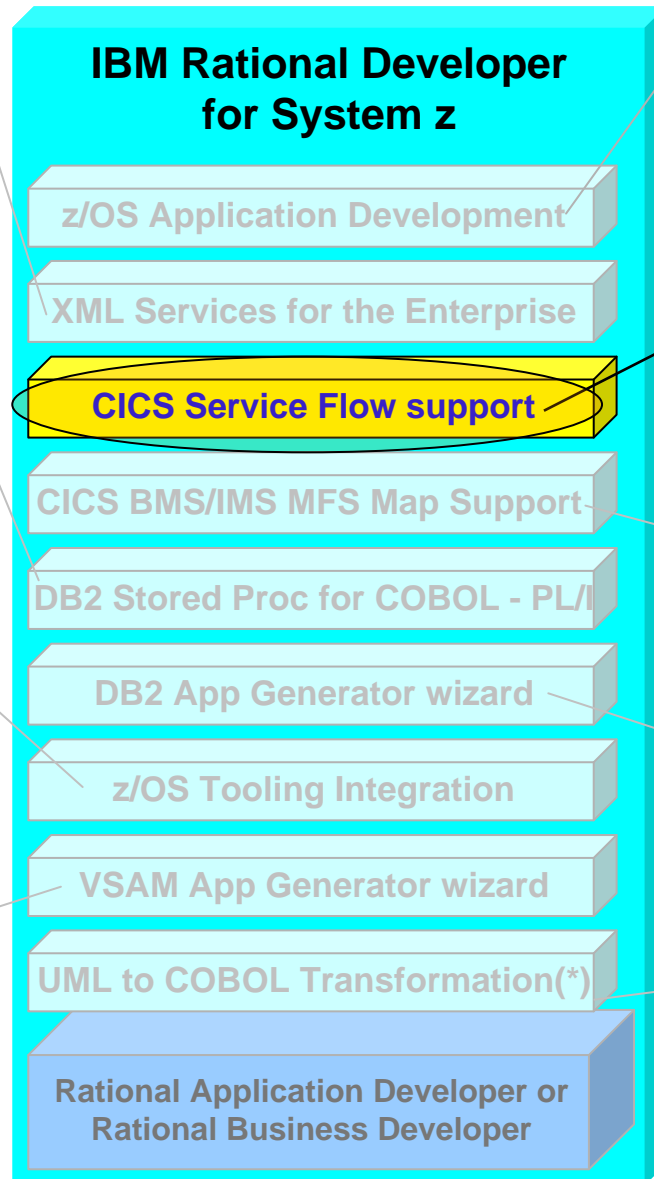 IBM Rational Developer
for System z
z/OS Application Development
XML Services for the Enterprise
CICS Service Flow support
CICS BMS/IMS MFS Map Support
DB2 Stored Proc for COBOL - PL/I
DB2 App Generator wizard
z/OS Tooling Integration
VSAM App Generator wizard
UML to COBOL Transformation(*)
Rational Application Developer or
Rational Business Developer